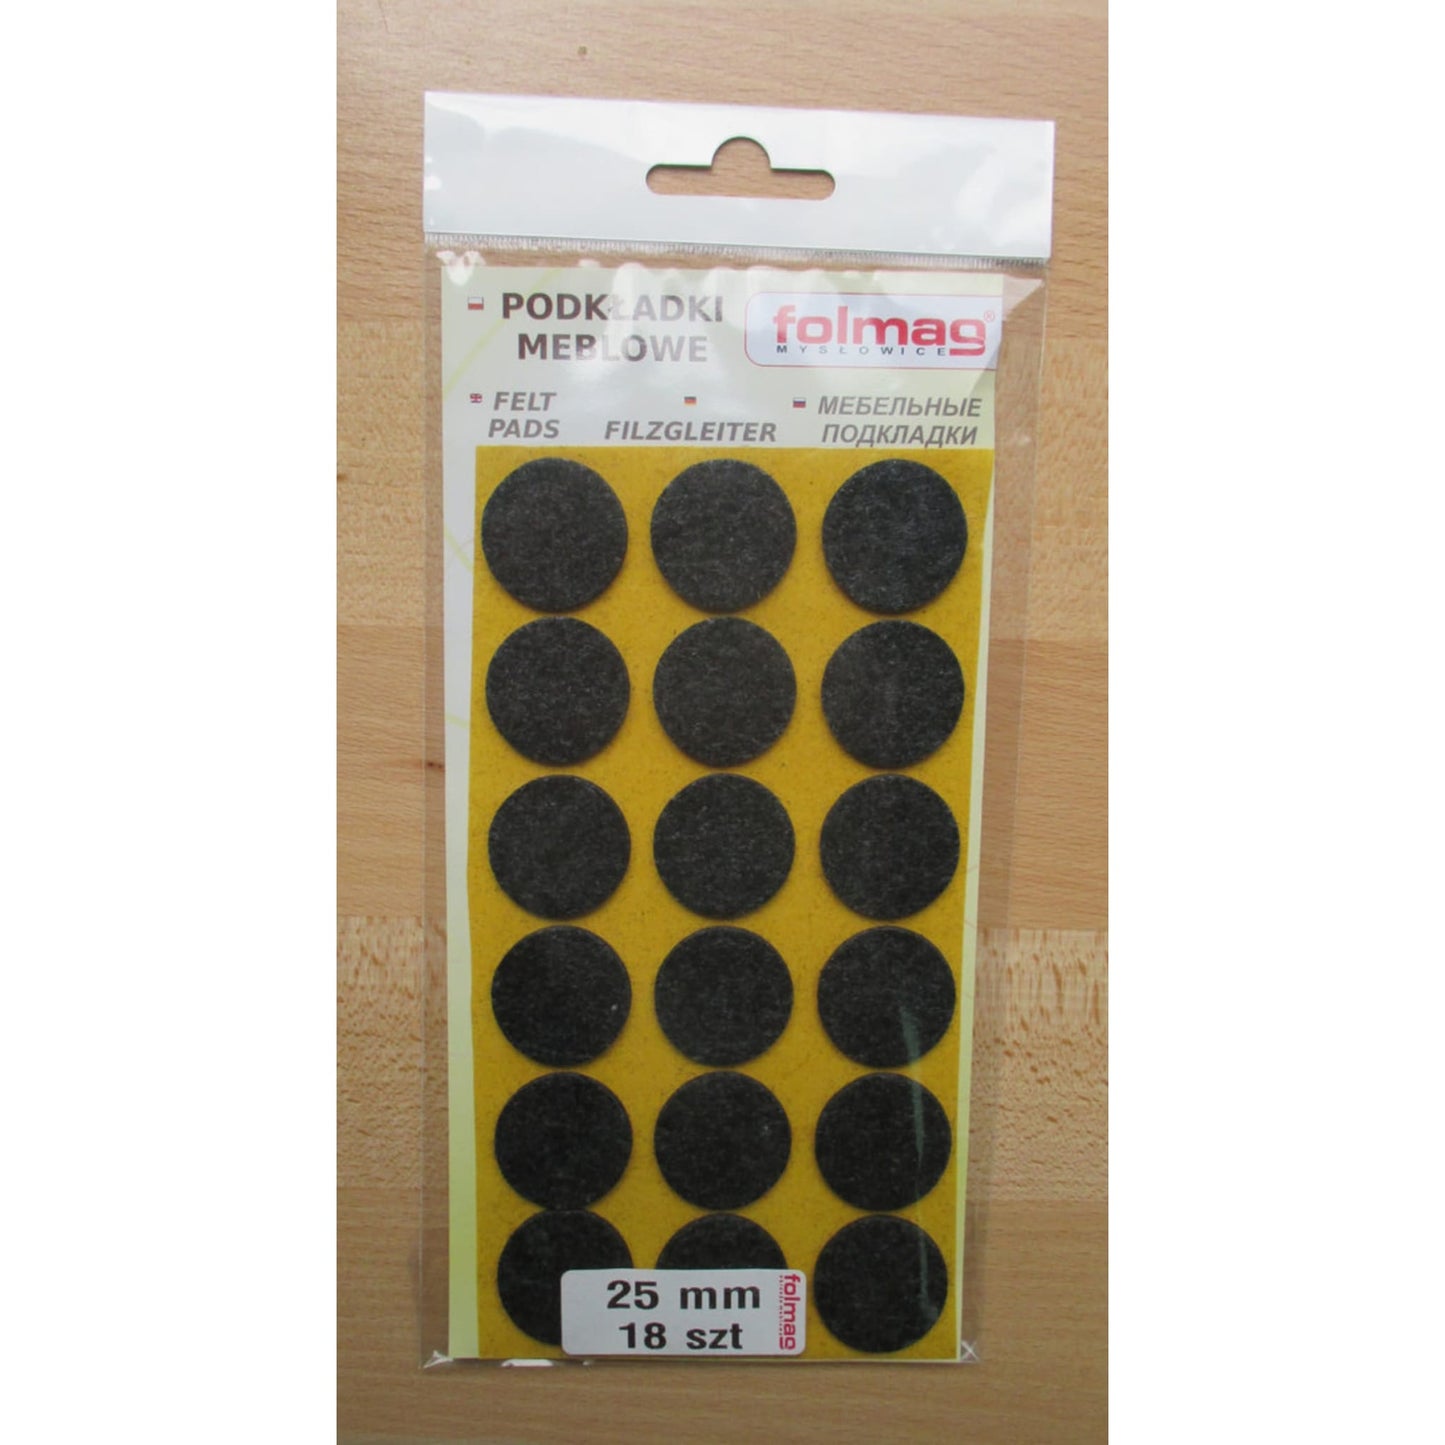 PODKŁADKI
MEBLOWE
folmag®
MYSŁOWICE
FELT
PADS
FILZGLEITER
МЕБЕЛЬНЫЕ
ПОДКЛАДКИ
25 mm
18 szt
folmag